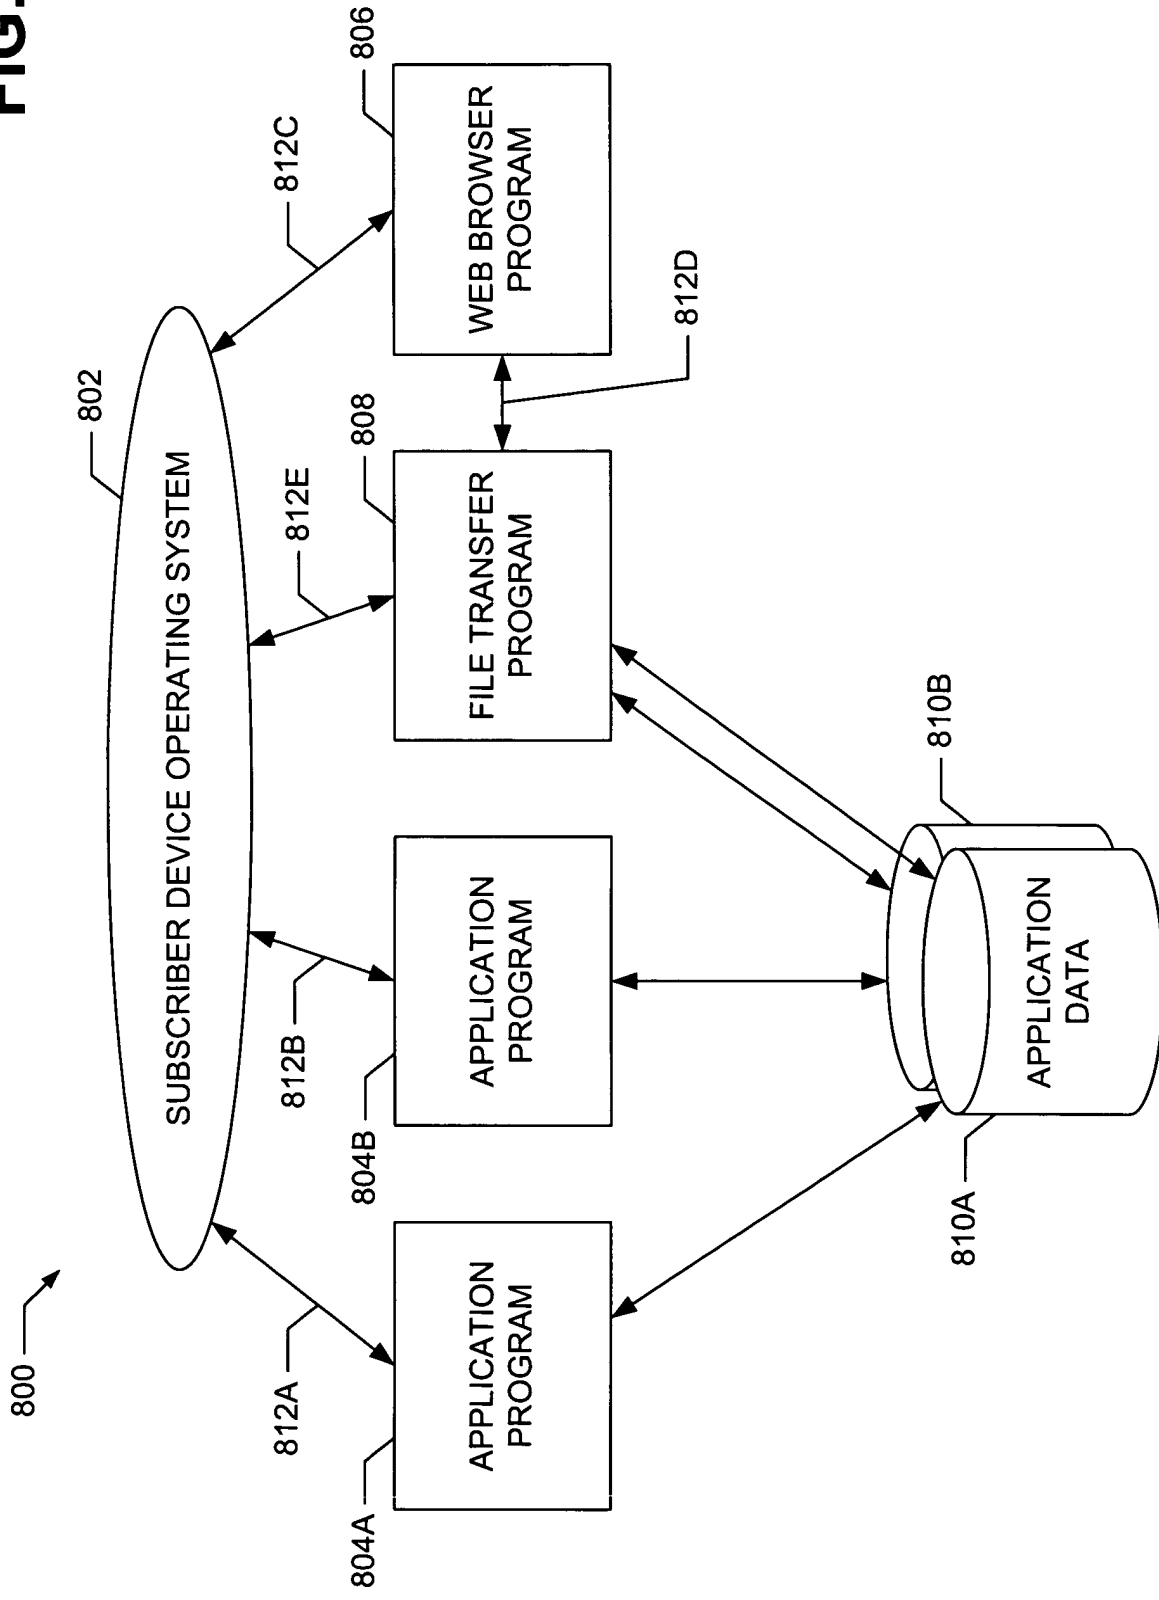 FIG.
800
802
SUBSCRIBER DEVICE OPERATING SYSTEM
812A
812B
812E
812C
804A
804B
808
806
APPLICATION
PROGRAM
APPLICATION
PROGRAM
FILE TRANSFER
PROGRAM
WEB BROWSER
PROGRAM
812D
810A
810B
APPLICATION
DATA